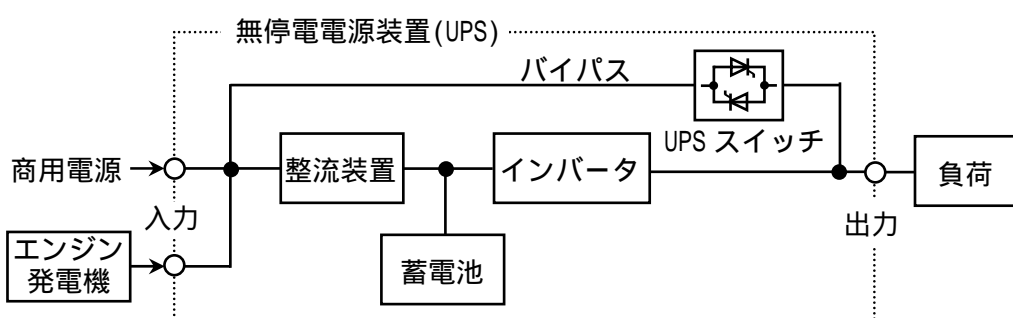 無停電電源装置(UPS)
バイパス
UPS スイッチ
商用電源
整流装置
インバータ
負荷
入力
出力
エンジン
発電機
蓄電池